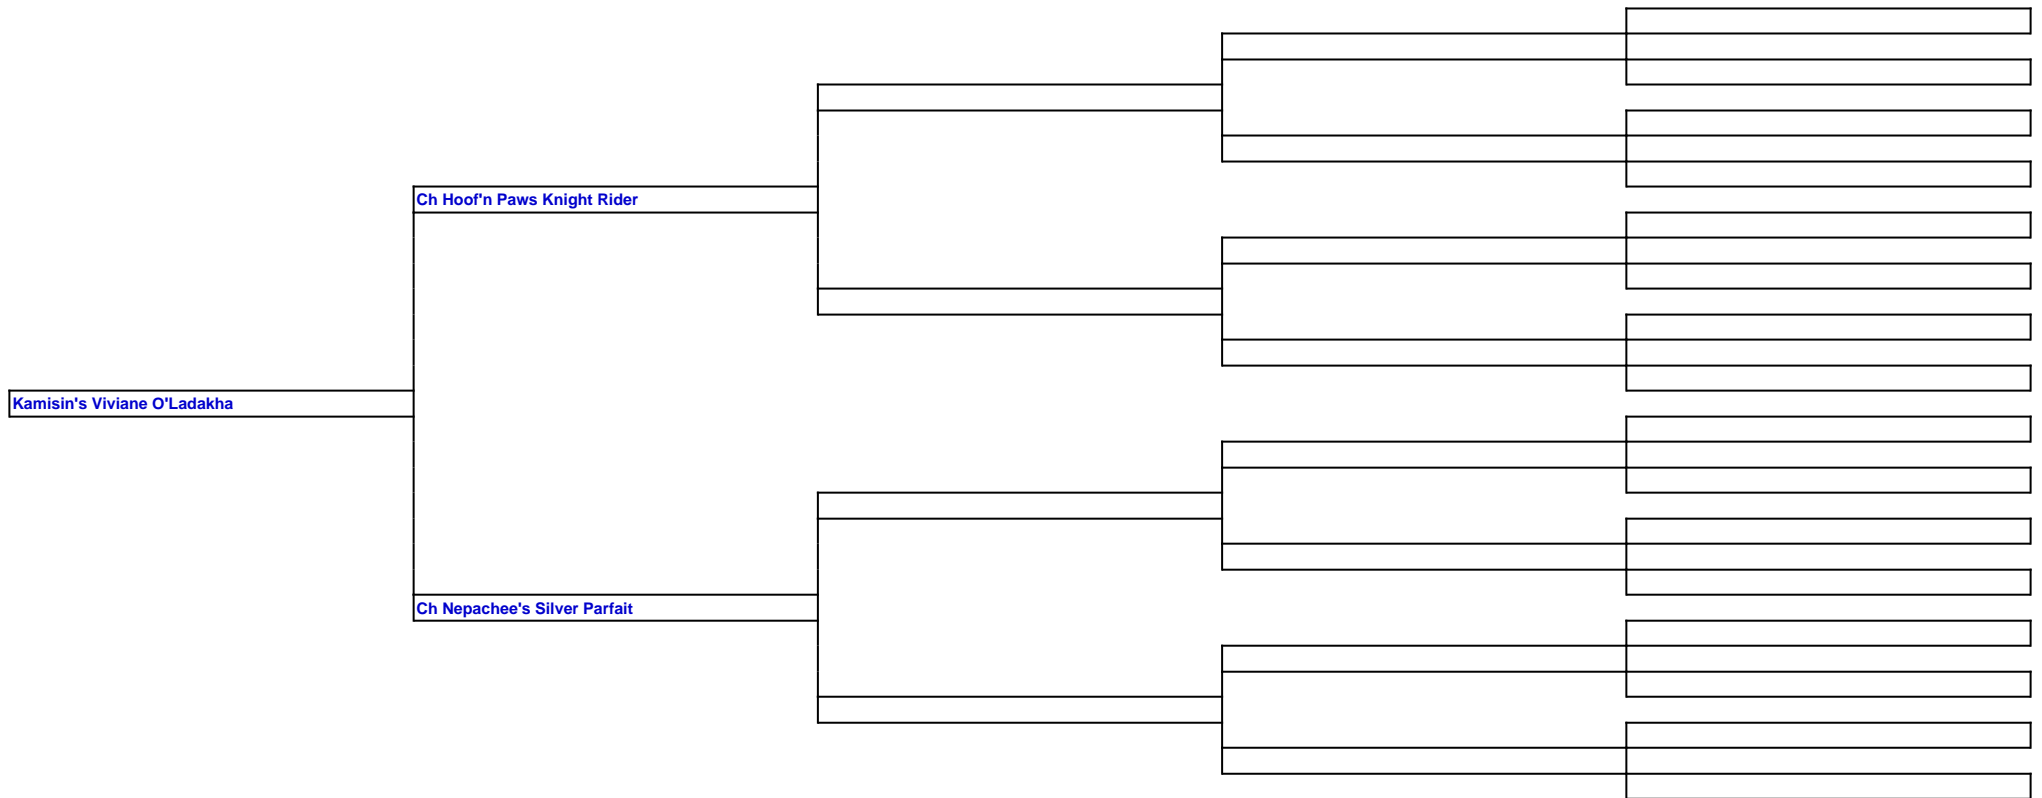 Ch Hoof'n Paws Knight Rider
Kamisin's Viviane O'Ladakha
Ch Nepachee's Silver Parfait